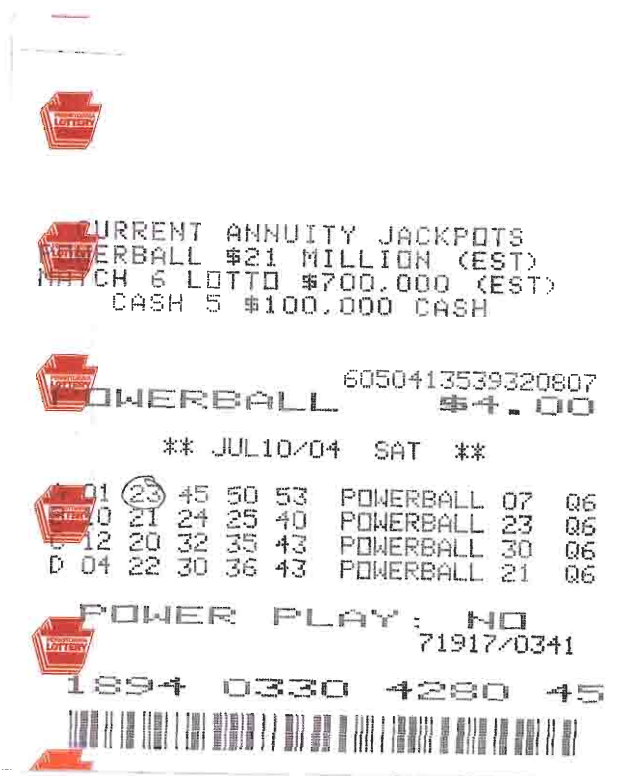 PENNSYLVANIA
LOTTERY
CURRENT ANNUITY JACKPOTS
POWERBALL $21 MILLION (EST)
MATCH 6 LOTTO $700,000 (EST)
CASH 5 $100,000 CASH
6050413539320807
POWERBALL $4.00
** JUL10/04 SAT **
A 01 23 45 50 53 POWERBALL 07 Q6
B 10 21 24 25 40 POWERBALL 23 Q6
C 12 20 32 35 43 POWERBALL 30 Q6
D 04 22 30 36 43 POWERBALL 21 Q6
POWER PLAY: NO
71917/0341
1894 0330 4280 45